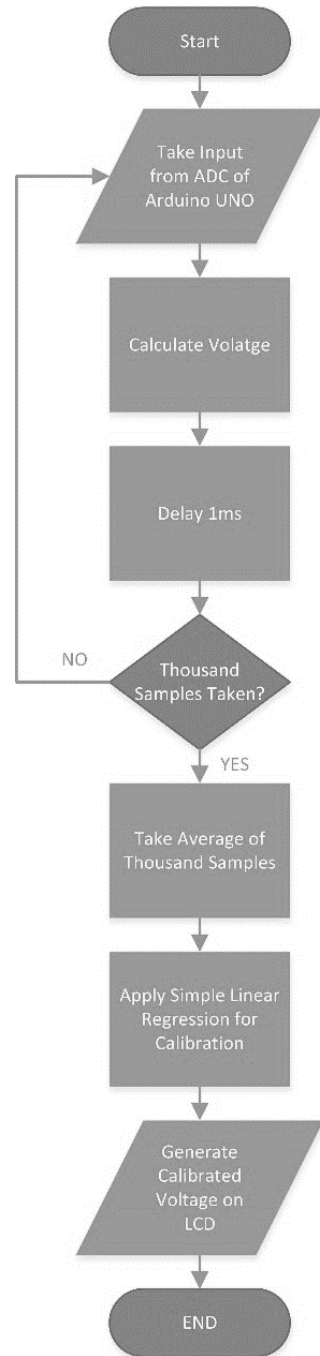 Start
Take Input
from ADC of
Arduino UNO
Calculate Volatge
Delay 1ms
NO
Thousand
Samples Taken?
YES
Take Average of
Thousand Samples
Apply Simple Linear
Regression for
Calibration
Generate
Calibrated
Voltage on
LCD
END